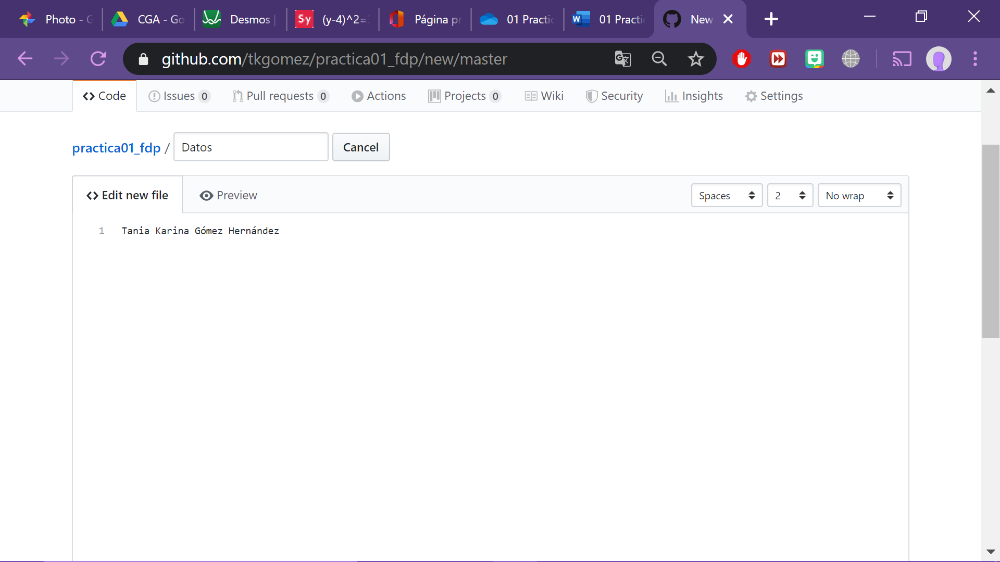 Photo - G
CGA - Go
Desmos |
Sy (y-4)^2=
Página pr
01 Practic
W 01 Practi
New
github.com/tkgomez/practica01_fdp/new/master
Code
Issues 0
Pull requests 0
Actions
Projects 0
Wiki
Security
Insights
Settings
practica01_fdp / Datos Cancel
Edit new file
Preview
Spaces
2
No wrap
1 Tania Karina Gómez Hernández